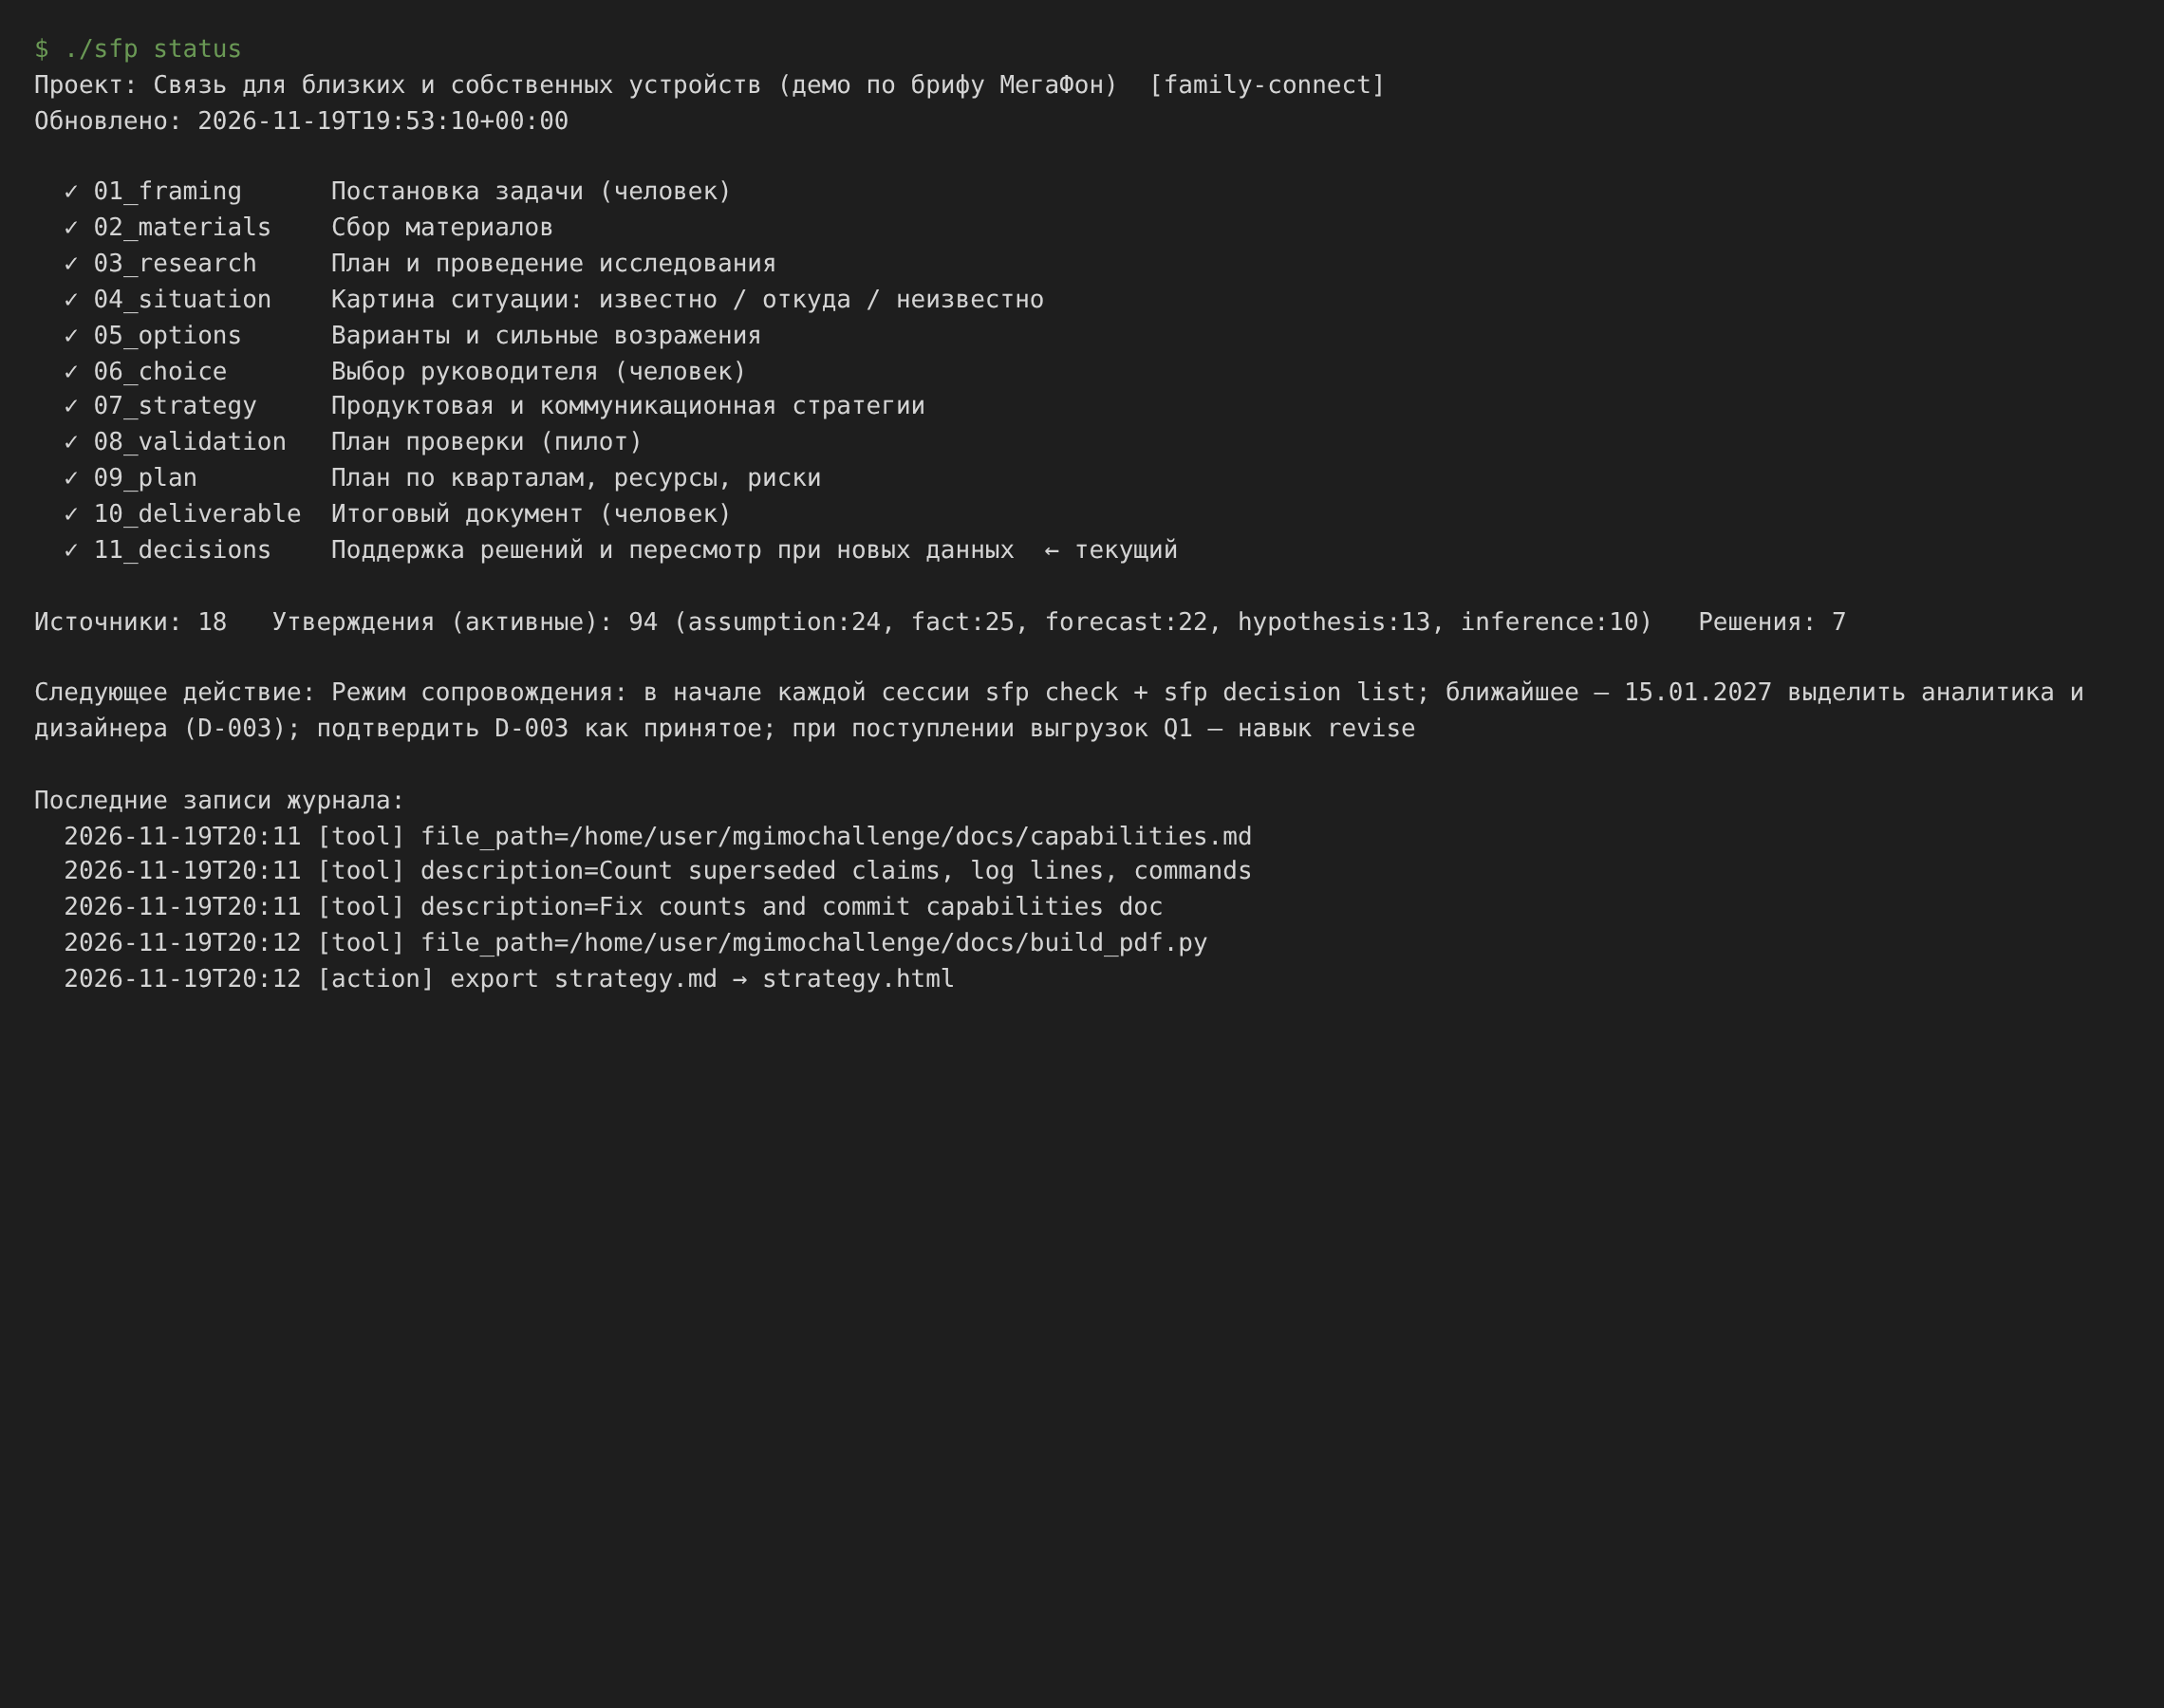 $ ./sfp status
Проект: Связь для близких и собственных устройств (демо по брифу МегаФон)  [family-connect]
Обновлено: 2026-11-19T19:53:10+00:00
✓ 01_framing      Постановка задачи (человек)
✓ 02_materials    Сбор материалов
✓ 03_research     План и проведение исследования
✓ 04_situation    Картина ситуации: известно / откуда / неизвестно
✓ 05_options      Варианты и сильные возражения
✓ 06_choice       Выбор руководителя (человек)
✓ 07_strategy     Продуктовая и коммуникационная стратегии
✓ 08_validation   План проверки (пилот)
✓ 09_plan         План по кварталам, ресурсы, риски
✓ 10_deliverable  Итоговый документ (человек)
✓ 11_decisions    Поддержка решений и пересмотр при новых данных  ← текущий
Источники: 18   Утверждения (активные): 94 (assumption:24, fact:25, forecast:22, hypothesis:13, inference:10)   Решения: 7
Следующее действие: Режим сопровождения: в начале каждой сессии sfp check + sfp decision list; ближайшее — 15.01.2027 выделить аналитика и
дизайнера (D-003); подтвердить D-003 как принятое; при поступлении выгрузок Q1 — навык revise
Последние записи журнала:
2026-11-19T20:11 [tool] file_path=/home/user/mgimochallenge/docs/capabilities.md
2026-11-19T20:11 [tool] description=Count superseded claims, log lines, commands
2026-11-19T20:11 [tool] description=Fix counts and commit capabilities doc
2026-11-19T20:12 [tool] file_path=/home/user/mgimochallenge/docs/build_pdf.py
2026-11-19T20:12 [action] export strategy.md → strategy.html